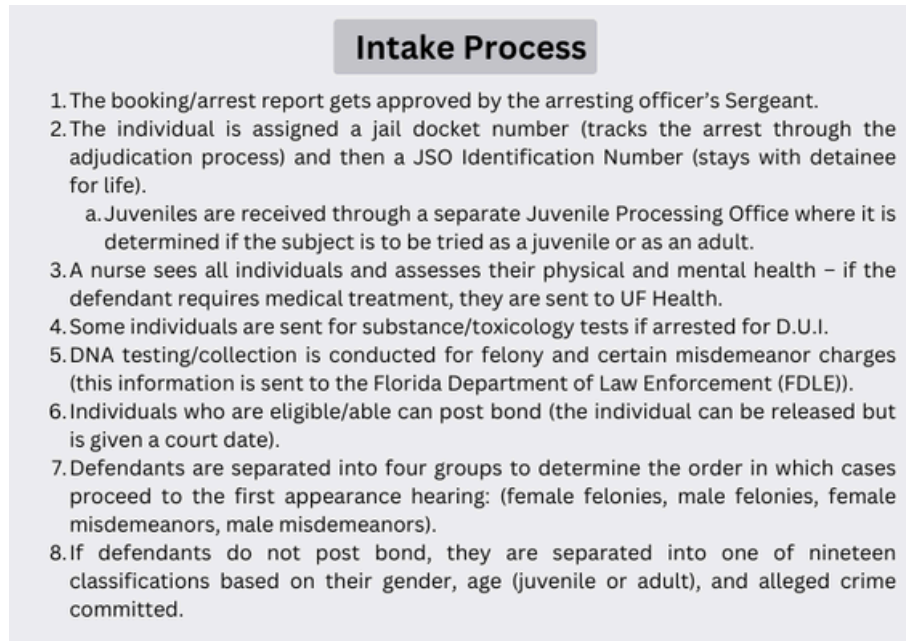 Intake Process
1. The booking/arrest report gets approved by the arresting officer's Sergeant.
2. The individual is assigned a jail docket number (tracks the arrest through the
adjudication process) and then a JSO Identification Number (stays with detainee
for life).
a. Juveniles are received through a separate Juvenile Processing Office where it is
determined if the subject is to be tried as a juvenile or as an adult.
3. A nurse sees all individuals and assesses their physical and mental health – if the
defendant requires medical treatment, they are sent to UF Health.
4. Some individuals are sent for substance/toxicology tests if arrested for D.U.I.
5. DNA testing/collection is conducted for felony and certain misdemeanor charges
(this information is sent to the Florida Department of Law Enforcement (FDLE)).
6. Individuals who are eligible/able can post bond (the individual can be released but
is given a court date).
7. Defendants are separated into four groups to determine the order in which cases
proceed to the first appearance hearing: (female felonies, male felonies, female
misdemeanors, male misdemeanors).
8. If defendants do not post bond, they are separated into one of nineteen
classifications based on their gender, age (juvenile or adult), and alleged crime
committed.